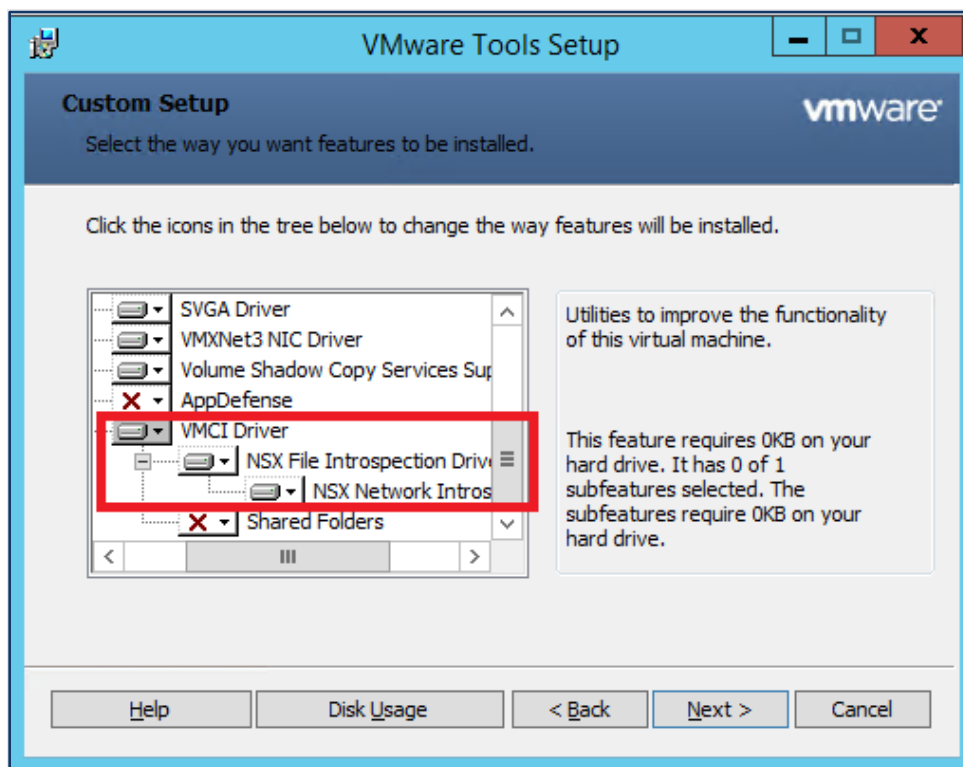 VMware Tools Setup
Custom Setup
vmware
Select the way you want features to be installed.
Click the icons in the tree below to change the way features will be installed.
SVGA Driver
VMXNet3 NIC Driver
Volume Shadow Copy Services Sup
AppDefense
VMCI Driver
NSX File Introspection Drive
NSX Network Intros
Shared Folders
Utilities to improve the functionality
of this virtual machine.
This feature requires 0KB on your
hard drive. It has 0 of 1
subfeatures selected. The
subfeatures require 0KB on your
hard drive.
Help
Disk Usage
< Back
Next >
Cancel